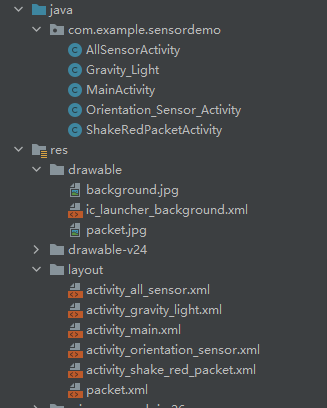 java
com.example.sensordemo
AllSensorActivity
Gravity_Light
MainActivity
Orientation_Sensor_Activity
ShakeRedPacketActivity
res
drawable
background.jpg
ic_launcher_background.xml
packet.jpg
drawable-v24
layout
activity_all_sensor.xml
activity_gravity_light.xml
activity_main.xml
activity_orientation_sensor.xml
activity_shake_red_packet.xml
packet.xml